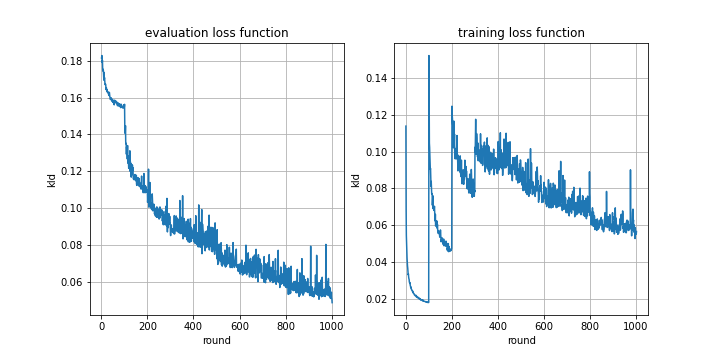 evaluation loss function
training loss function
0.18
0.16
0.14
0.12
0.10
0.08
0.06
kld
0 200 400 600 800 1000
round
0.14
0.12
0.10
0.08
0.06
0.04
0.02
kld
0 200 400 600 800 1000
round